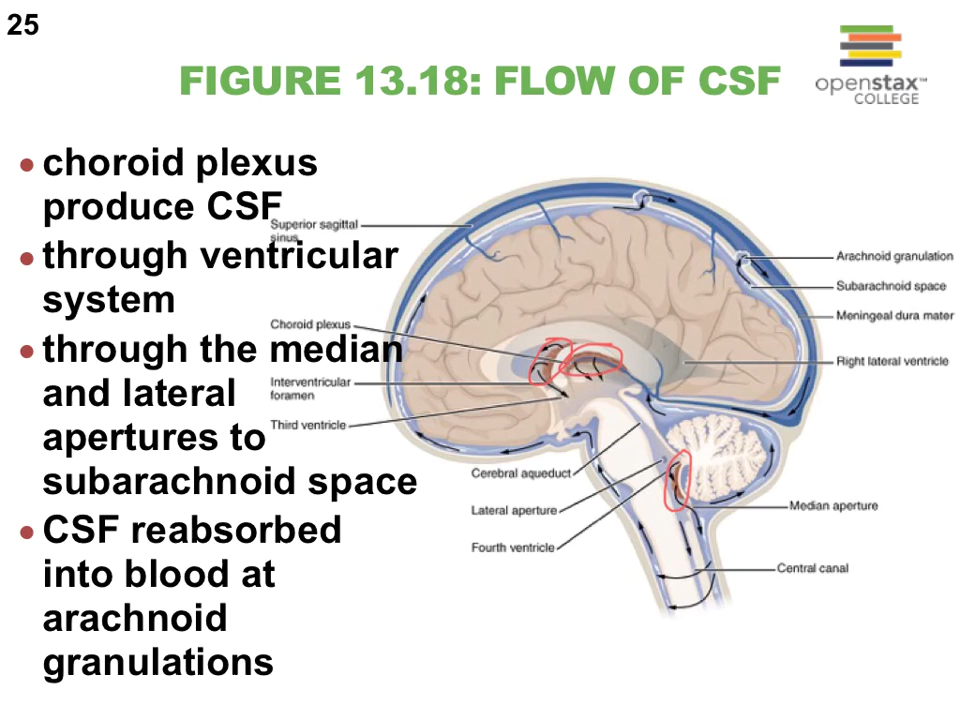 25
FIGURE 13.18: FLOW OF CSF
openstax™
COLLEGE
• choroid plexus
produce CSF
• through ventricular
system
• through the median
and lateral
apertures to
subarachnoid space
• CSF reabsorbed
into blood at
arachnoid
granulations
Superior sagittal
sinus
Choroid plexus
Interventricular
foramen
Third ventricle
Cerebral aqueduct
Lateral aperture
Fourth ventricle
Arachnoid granulation
Subarachnoid space
Meningeal dura mater
Right lateral ventricle
Median aperture
Central canal